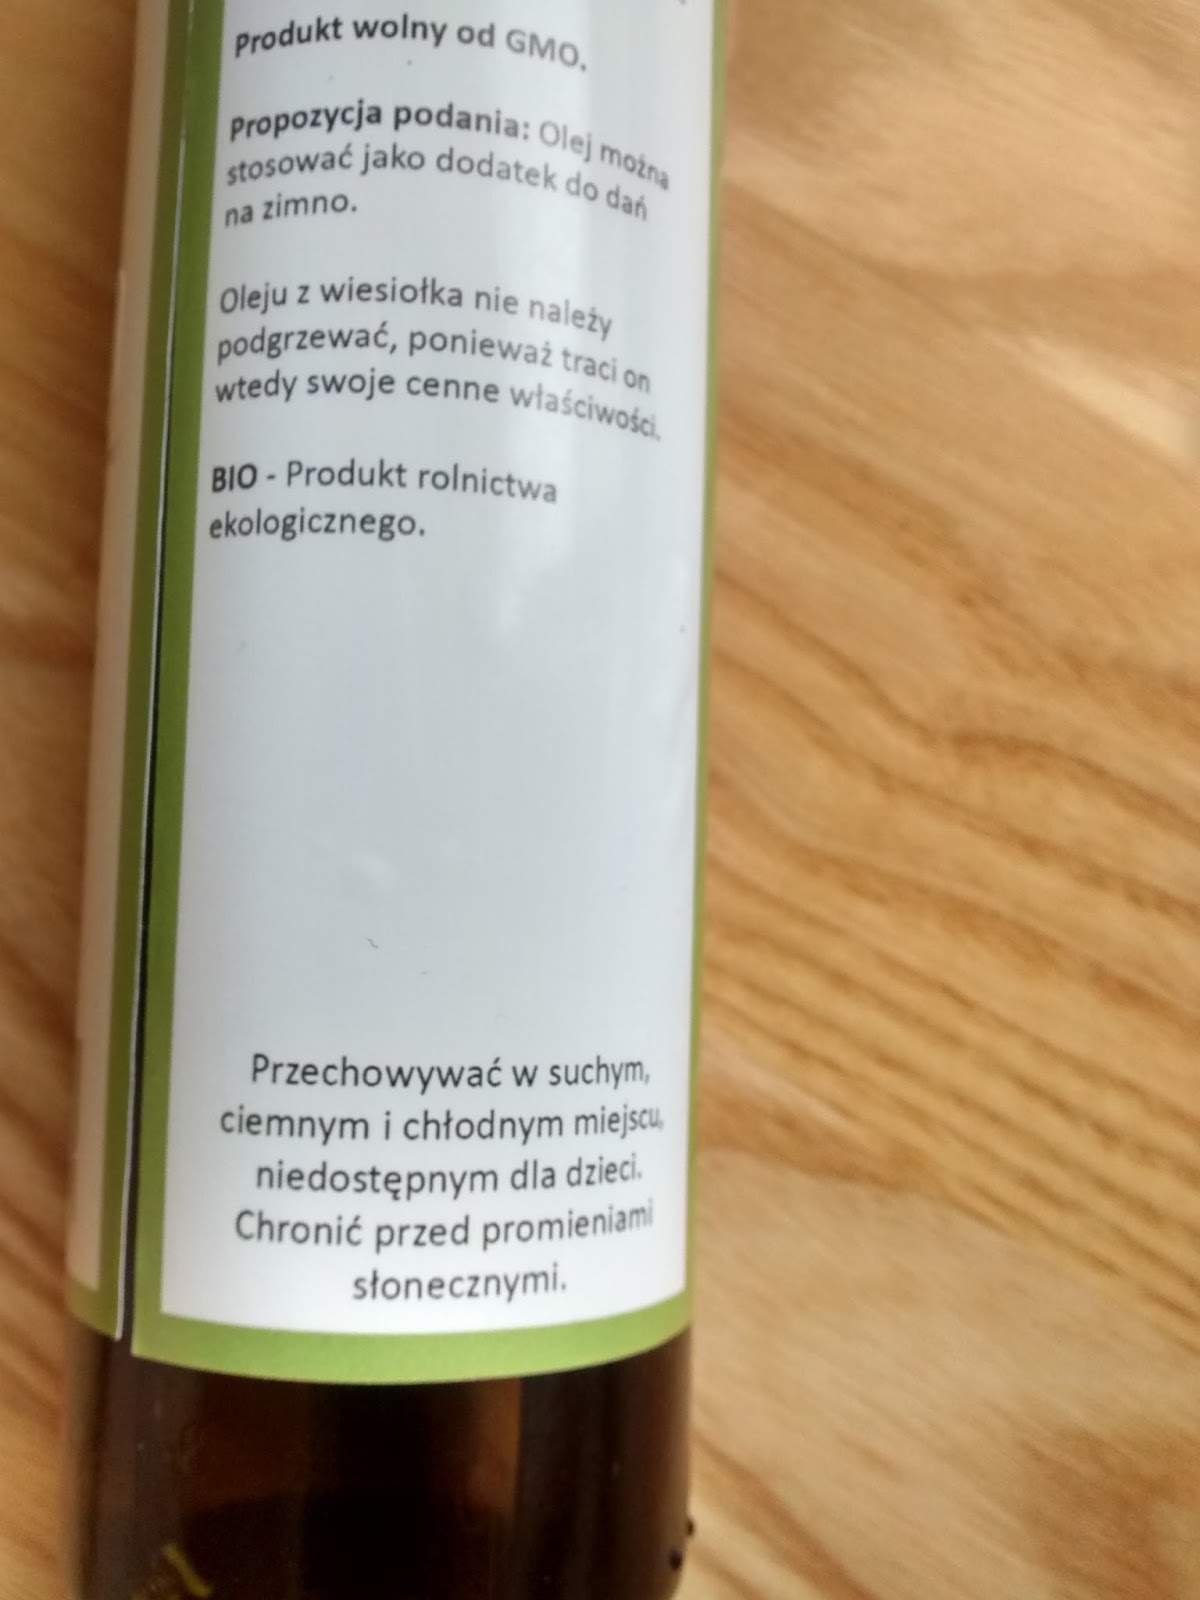 Produkt wolny od GMO.
Propozycja podania: Olej można
stosować jako dodatek do dań
na zimno.
Oleju z wiesiołka nie należy
podgrzewać, ponieważ traci on
wtedy swoje cenne właściwości.
BIO - Produkt rolnictwa
ekologicznego.
Przechowywać w suchym,
ciemnym i chłodnym miejscu,
niedostępnym dla dzieci.
Chronić przed promieniami
słonecznymi.